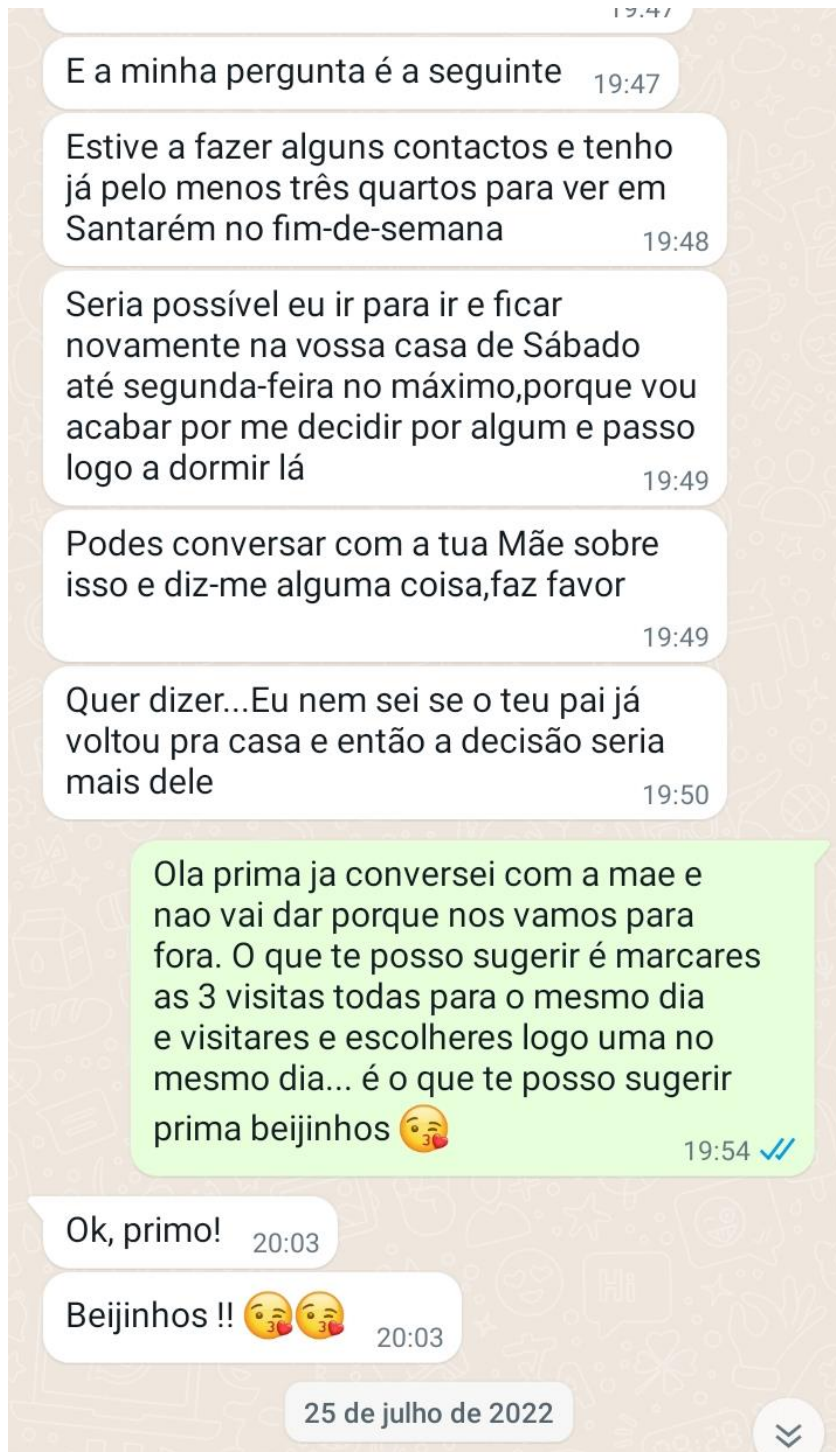 19:47
E a minha pergunta é a seguinte 19:47
Estive a fazer alguns contactos e tenho
já pelo menos três quartos para ver em
Santarém no fim-de-semana 19:48
Seria possível eu ir para ir e ficar
novamente na vossa casa de Sábado
até segunda-feira no máximo,porque vou
acabar por me decidir por algum e passo
logo a dormir lá 19:49
Podes conversar com a tua Mãe sobre
isso e diz-me alguma coisa,faz favor
19:49
Quer dizer...Eu nem sei se o teu pai já
voltou pra casa e então a decisão seria
mais dele 19:50
Ola prima ja conversei com a mae e
nao vai dar porque nos vamos para
fora. O que te posso sugerir é marcares
as 3 visitas todas para o mesmo dia
e visitares e escolheres logo uma no
mesmo dia... é o que te posso sugerir
prima beijinhos 😘 19:54
Ok, primo! 20:03
Beijinhos !! 😘😘 20:03
25 de julho de 2022